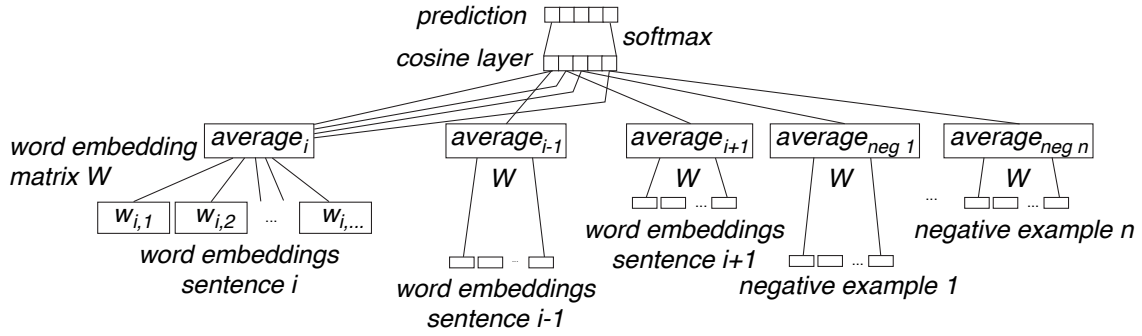 prediction
softmax
cosine layer
word embedding
matrix W
average_i
average_i-1
average_i+1
average_neg 1
average_neg n
W
W
W
W
w_i,1
w_i,2
...
...
w_i,...
...
...
...
...
...
word embeddings
sentence i
word embeddings
sentence i-1
word embeddings
sentence i+1
negative example 1
negative example n